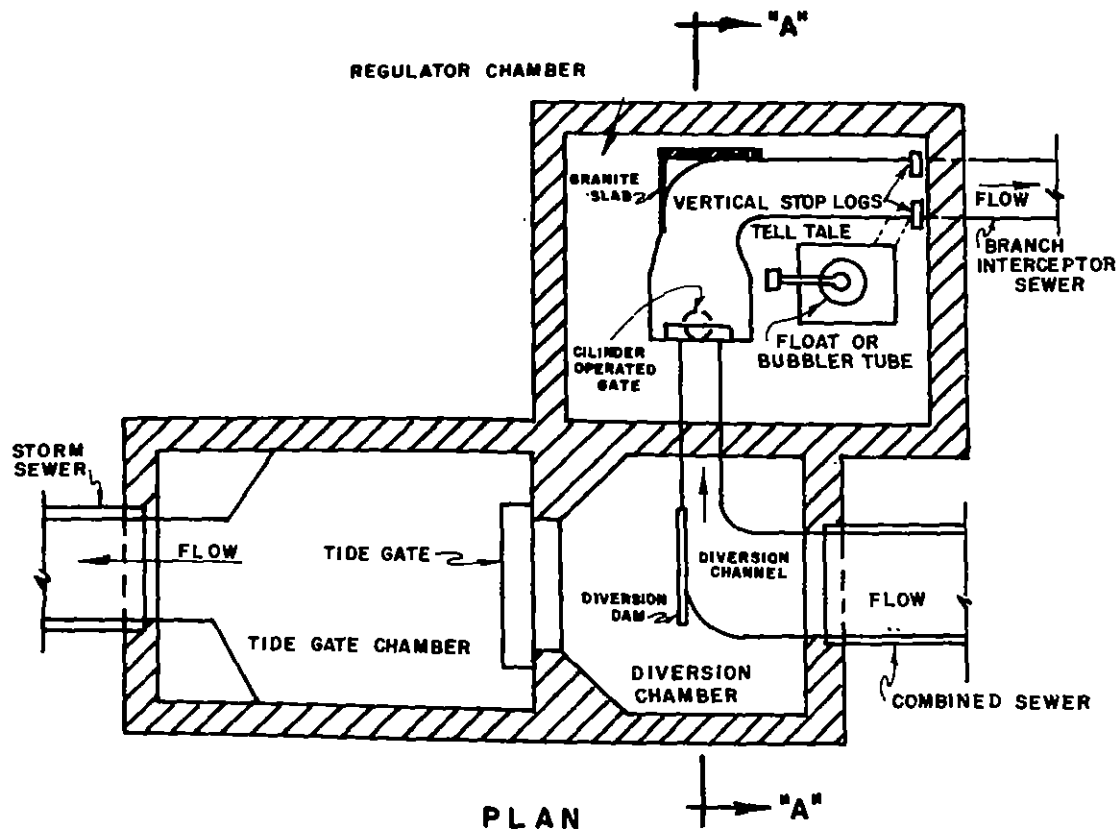 "A"
REGULATOR CHAMBER
GRANITE
SLAB
VERTICAL STOP LOGS
FLOW
TELL TALE
BRANCH
INTERCEPTOR
SEWER
CILINDER
OPERATED
GATE
FLOAT OR
BUBBLER TUBE
STORM
SEWER
FLOW
TIDE GATE
DIVERSION
CHANNEL
DIVERSION
DAM
FLOW
TIDE GATE CHAMBER
DIVERSION
CHAMBER
COMBINED SEWER
"A"
PLAN